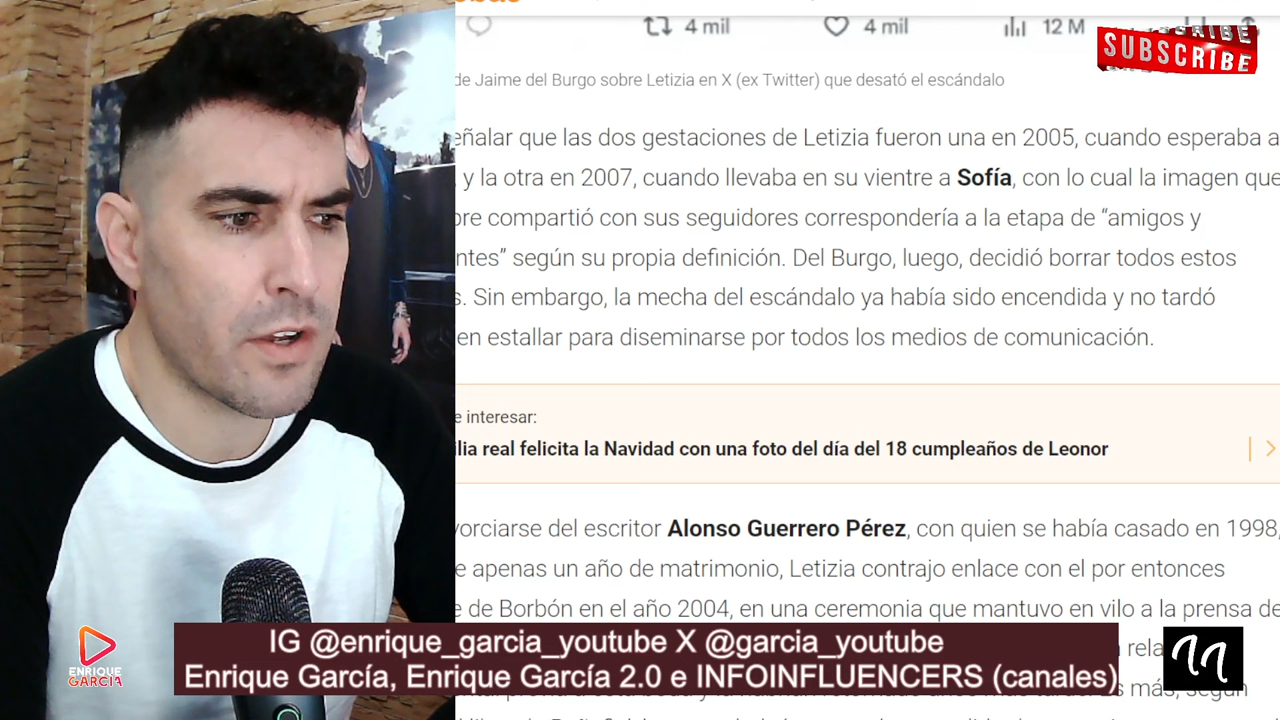 4 mil 4 mil 12 M
SUBSCRIBE
de Jaime del Burgo sobre Letizia en X (ex Twitter) que desató el escándalo
eñalar que las dos gestaciones de Letizia fueron una en 2005, cuando esperaba a
, y la otra en 2007, cuando llevaba en su vientre a Sofía, con lo cual la imagen que
bre compartió con sus seguidores correspondería a la etapa de “amigos y
ntes” según su propia definición. Del Burgo, luego, decidió borrar todos estos
s. Sin embargo, la mecha del escándalo ya había sido encendida y no tardó
en estallar para diseminarse por todos los medios de comunicación.
e interesar:
ilia real felicita la Navidad con una foto del día del 18 cumpleaños de Leonor
vorciarse del escritor Alonso Guerrero Pérez, con quien se había casado en 1998,
e apenas un año de matrimonio, Letizia contrajo enlace con el por entonces
e de Borbón en el año 2004, en una ceremonia que mantuvo en vilo a la prensa de
IG @enrique_garcia_youtube X @garcia_youtube
Enrique García, Enrique García 2.0 e INFOINFLUENCERS (canales)
rela
s más, según
ENRIQUE
GARCÍA